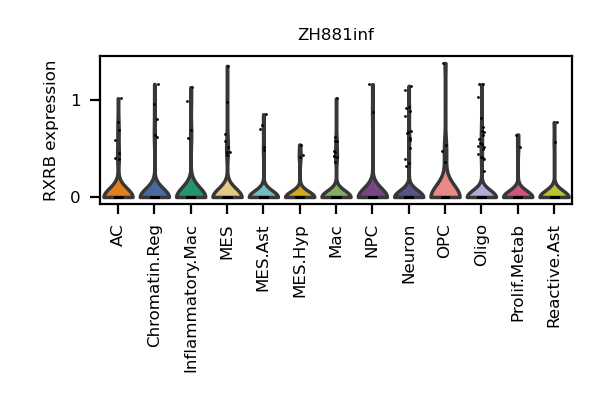 ZH881inf
RXRB expression
1
0
AC
Chromatin.Reg
Inflammatory.Mac
MES
MES.Ast
MES.Hyp
Mac
NPC
Neuron
OPC
Oligo
Prolif.Metab
Reactive.Ast